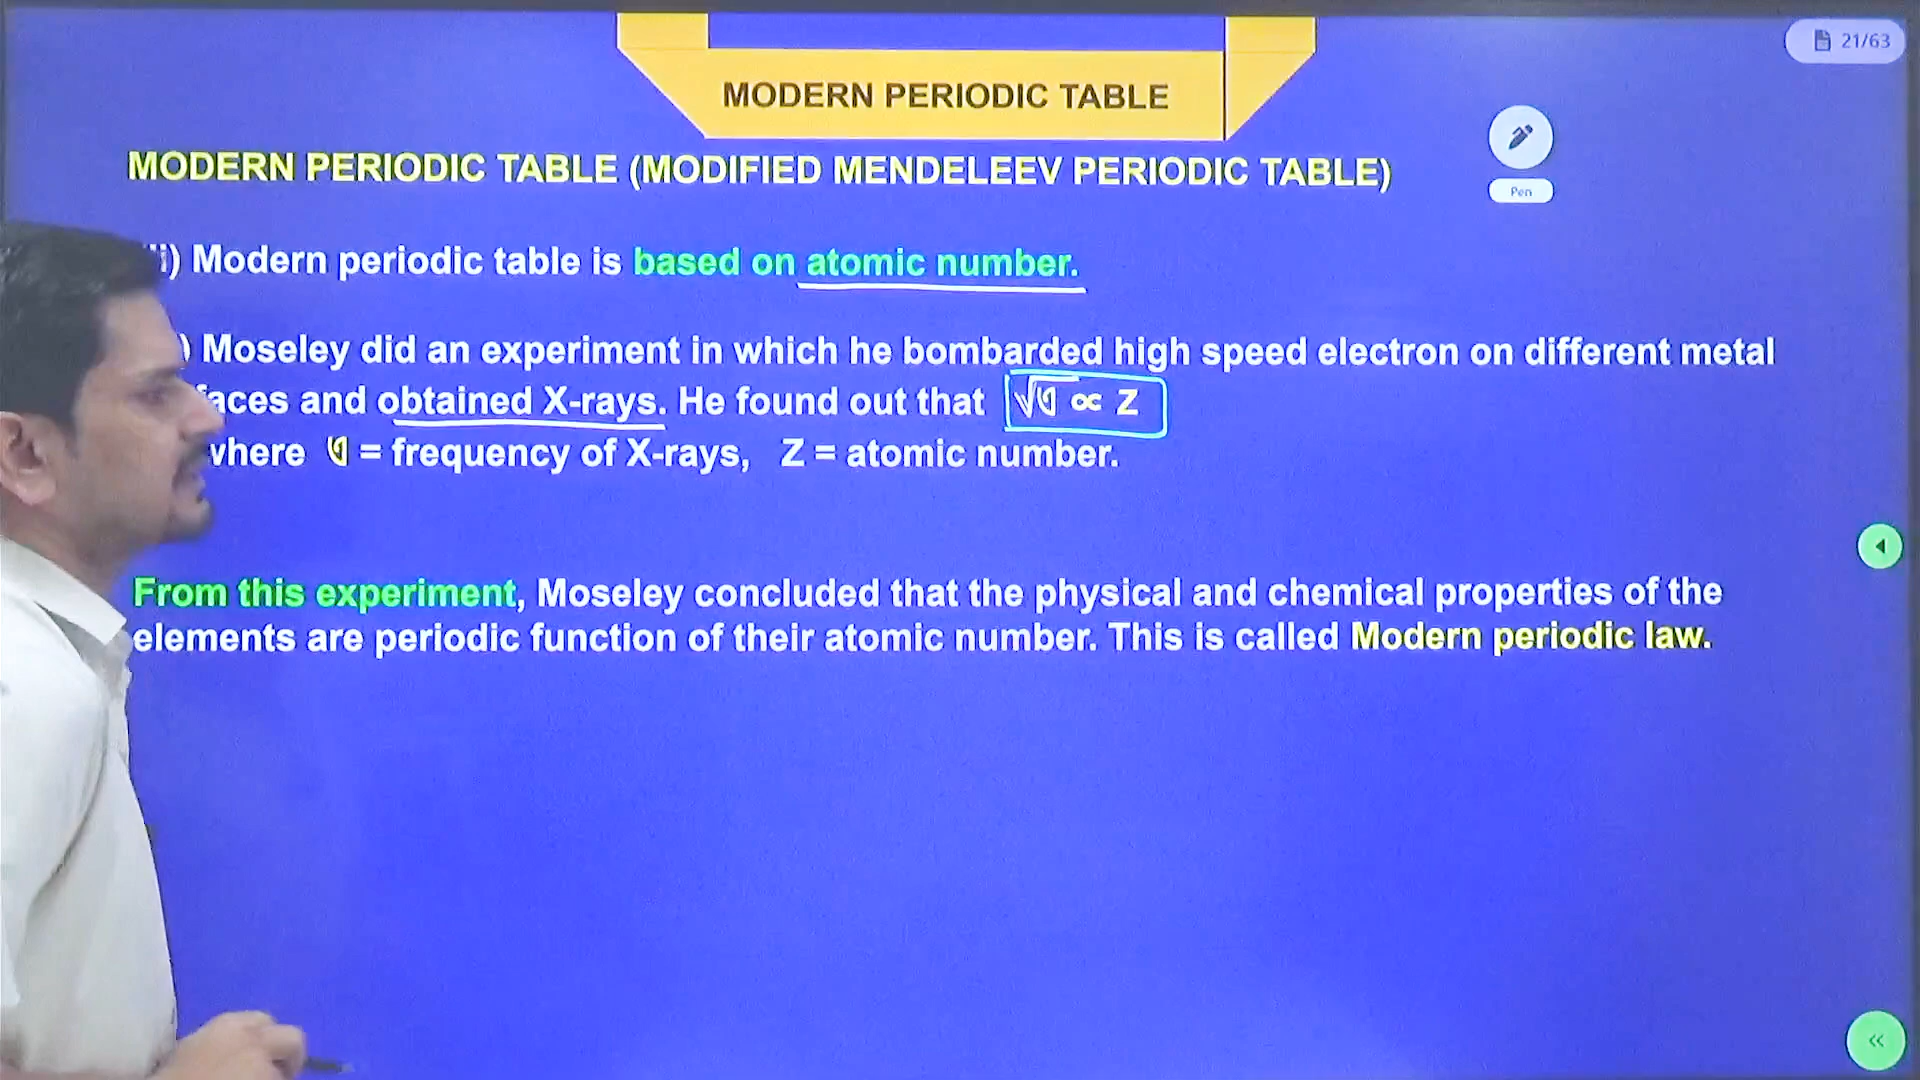 21/63
MODERN PERIODIC TABLE
Pen
MODERN PERIODIC TABLE (MODIFIED MENDELEEV PERIODIC TABLE)
i) Modern periodic table is based on atomic number.
) Moseley did an experiment in which he bombarded high speed electron on different metal
faces and obtained X-rays. He found out that √υ ∝ Z
where υ = frequency of X-rays, Z = atomic number.
From this experiment, Moseley concluded that the physical and chemical properties of the
elements are periodic function of their atomic number. This is called Modern periodic law.